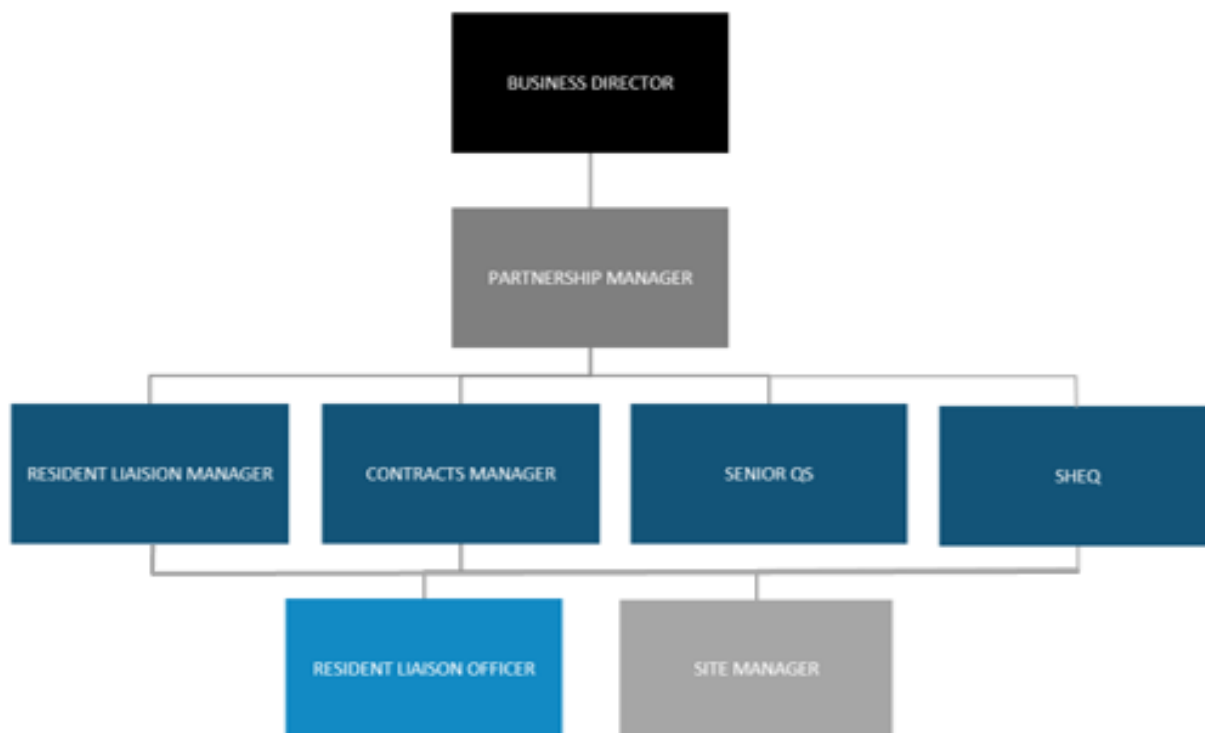 BUSINESS DIRECTOR
PARTNERSHIP MANAGER
RESIDENT LIAISION MANAGER
CONTRACTS MANAGER
SENIOR QS
SHEQ
RESIDENT LIAISON OFFICER
SITE MANAGER